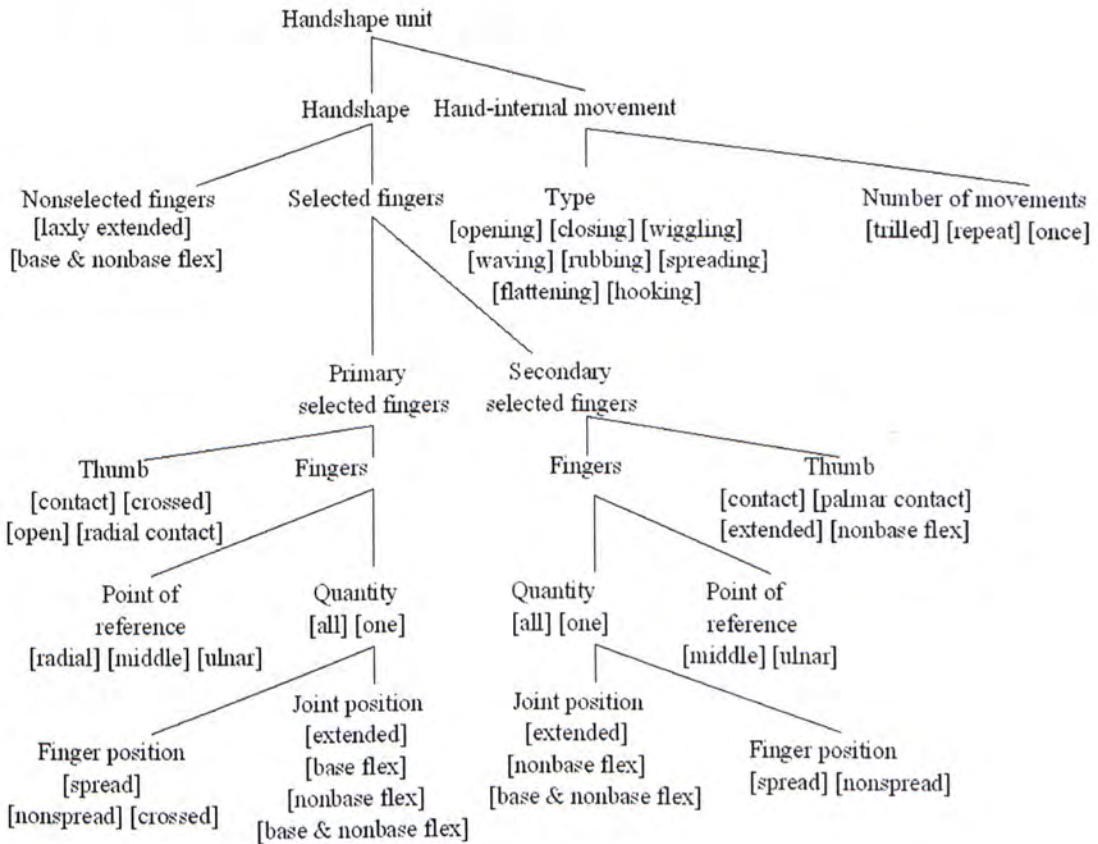 Handshape unit
Handshape Hand-internal movement
Nonselected fingers
[laxly extended]
[base & nonbase flex]
Selected fingers
Type
[opening] [closing] [wiggling]
[waving] [rubbing] [spreading]
[flattening] [hooking]
Number of movements
[trilled] [repeat] [once]
Primary
selected fingers
Secondary
selected fingers
Thumb
[contact] [crossed]
[open] [radial contact]
Fingers
Fingers
Thumb
[contact] [palmar contact]
[extended] [nonbase flex]
Point of
reference
[radial] [middle] [ulnar]
Quantity
[all] [one]
Quantity
[all] [one]
Point of
reference
[middle] [ulnar]
Finger position
[spread]
[nonspread] [crossed]
Joint position
[extended]
[base flex]
[nonbase flex]
[base & nonbase flex]
Joint position
[extended]
[nonbase flex]
[base & nonbase flex]
Finger position
[spread] [nonspread]